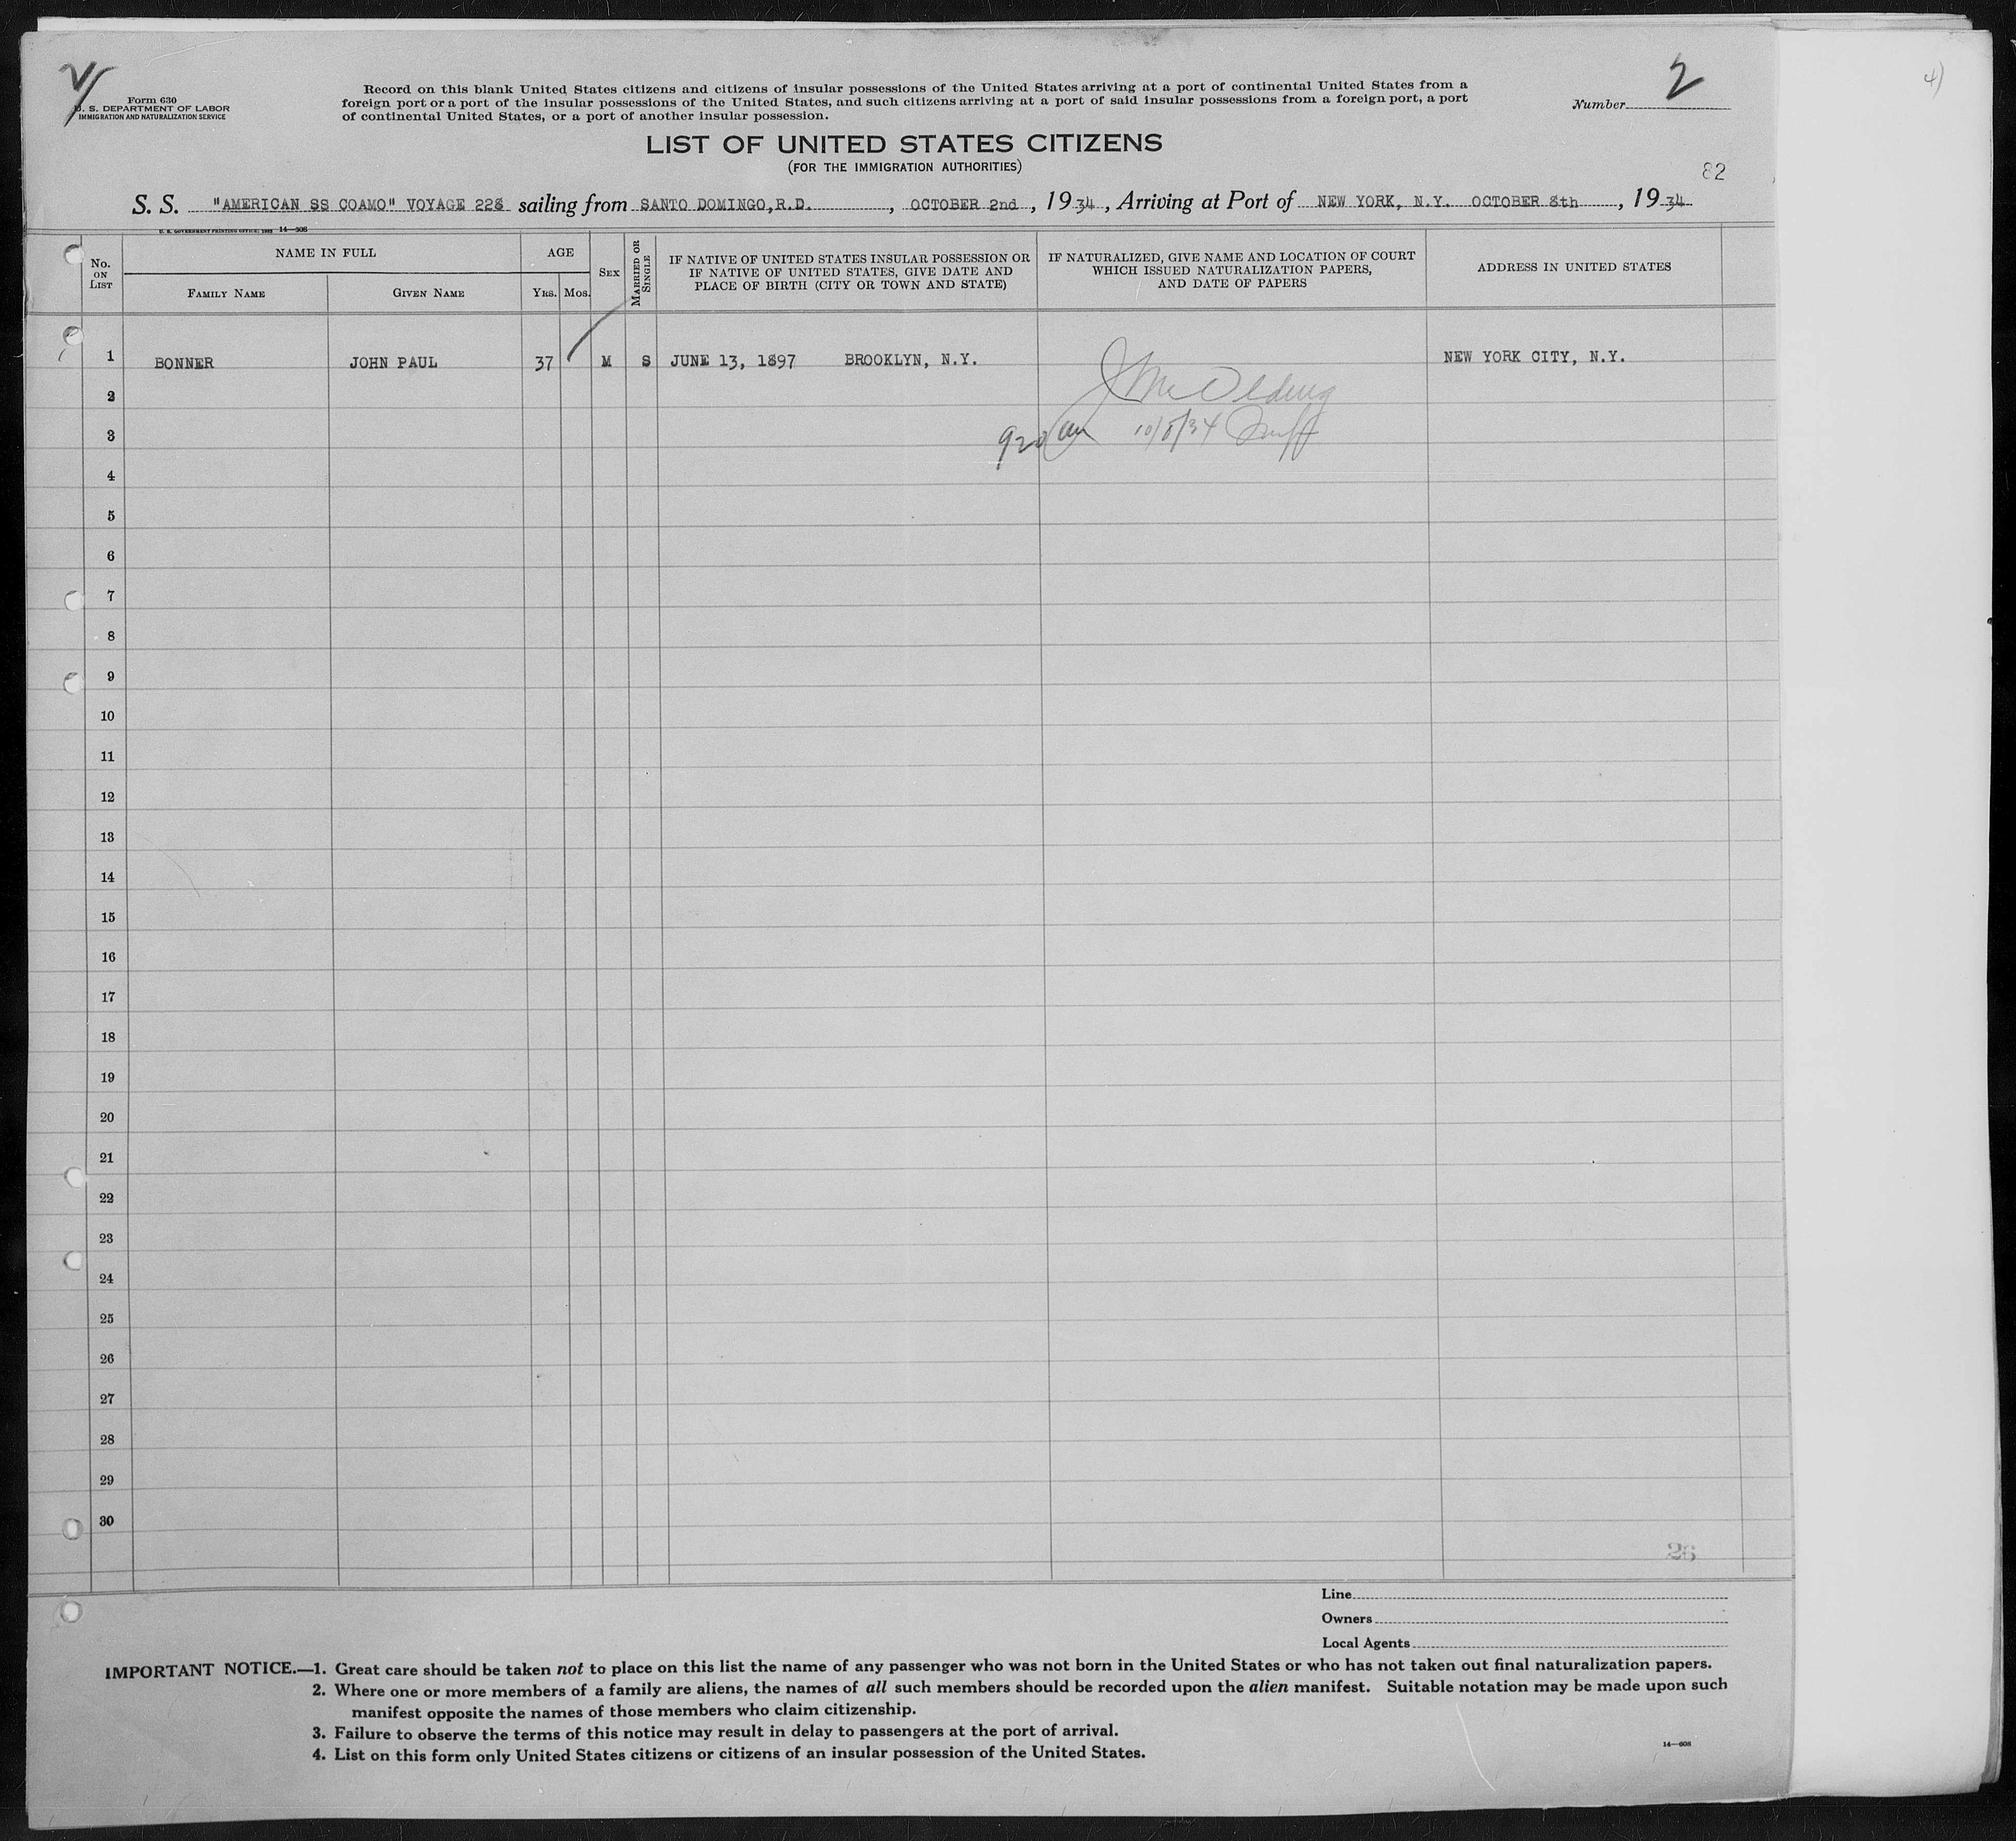 4)
2
Form 630
U. S. DEPARTMENT OF LABOR
IMMIGRATION AND NATURALIZATION SERVICE
Record on this blank United States citizens and citizens of insular possessions of the United States arriving at a port of continental United States from a
foreign port or a port of the insular possessions of the United States, and such citizens arriving at a port of said insular possessions from a foreign port, a port
of continental United States, or a port of another insular possession.
Number 2
LIST OF UNITED STATES CITIZENS
(FOR THE IMMIGRATION AUTHORITIES)
82
S. S. "AMERICAN SS COAMO" VOYAGE 228 sailing from SANTO DOMINGO,R.D. , OCTOBER 2nd , 19 34 , Arriving at Port of NEW YORK, N.Y. OCTOBER 8th , 19 34
U. S. GOVERNMENT PRINTING OFFICE: 14—608
No. ON LIST
NAME IN FULL
FAMILY NAME
GIVEN NAME
AGE
YRS.
MOS.
SEX
MARRIED OR SINGLE
IF NATIVE OF UNITED STATES INSULAR POSSESSION OR
IF NATIVE OF UNITED STATES, GIVE DATE AND
PLACE OF BIRTH (CITY OR TOWN AND STATE)
IF NATURALIZED, GIVE NAME AND LOCATION OF COURT
WHICH ISSUED NATURALIZATION PAPERS,
AND DATE OF PAPERS
ADDRESS IN UNITED STATES
1 BONNER JOHN PAUL 37 M S JUNE 13, 1897 BROOKLYN, N.Y. NEW YORK CITY, N.Y.
2
3 920 am 10/8/34
4
5
6
7
8
9
10
11
12
13
14
15
16
17
18
19
20
21
22
23
24
25
26
27
28
29
30
26
Line
Owners
Local Agents
IMPORTANT NOTICE.—1. Great care should be taken not to place on this list the name of any passenger who was not born in the United States or who has not taken out final naturalization papers.
2. Where one or more members of a family are aliens, the names of all such members should be recorded upon the alien manifest. Suitable notation may be made upon such
manifest opposite the names of those members who claim citizenship.
3. Failure to observe the terms of this notice may result in delay to passengers at the port of arrival.
4. List on this form only United States citizens or citizens of an insular possession of the United States.
14—608